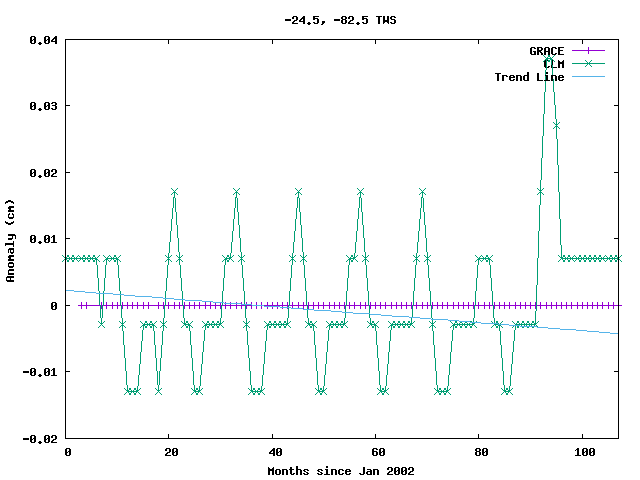 -24.5, -82.5 TWS
GRACE
CLM
Trend Line
0.04
0.03
0.02
0.01
0
-0.01
-0.02
Anomaly (cm)
0 20 40 60 80 100
Months since Jan 2002